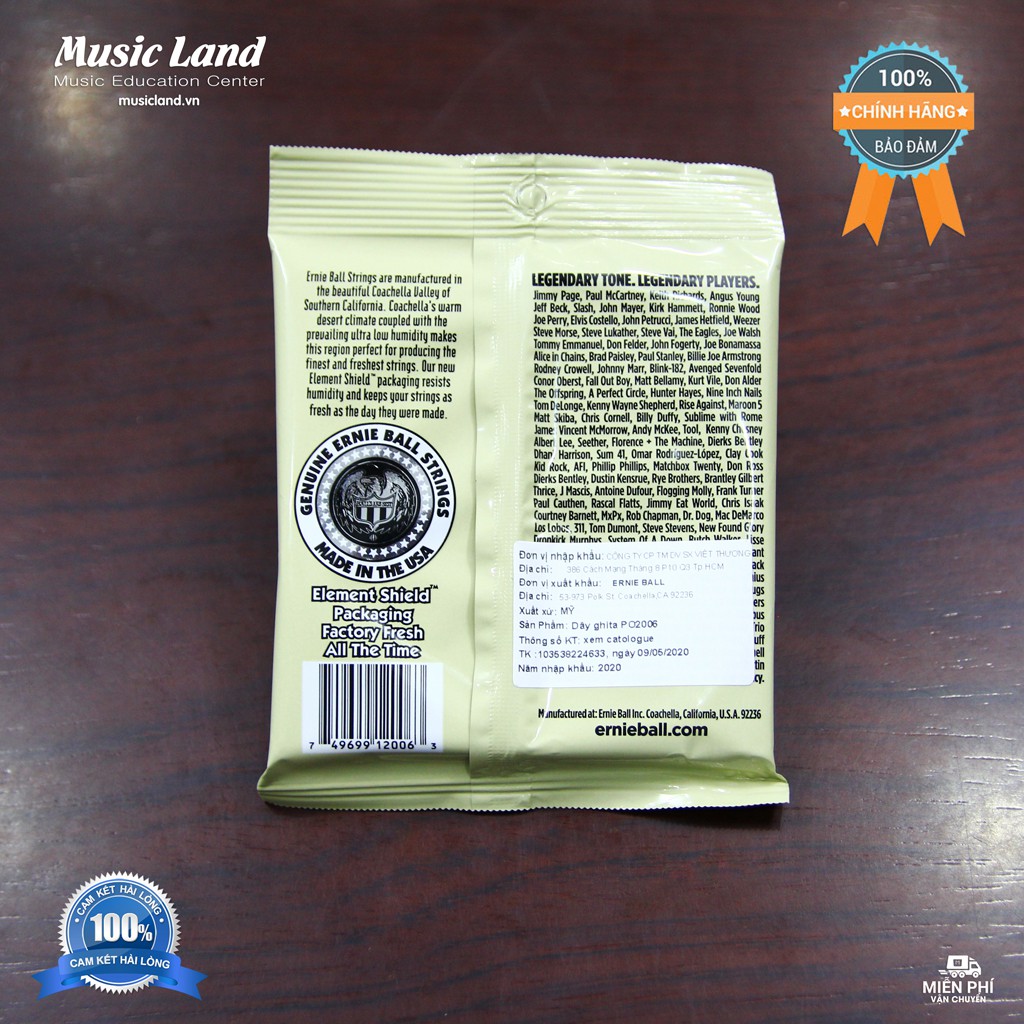 Music Land
Music Education Center
musicland.vn
100%
CHÍNH HÃNG
BẢO ĐẢM
Ernie Ball Strings are manufactured in
the beautiful Coachella Valley of
Southern California. Coachella's warm
desert climate coupled with the
prevailing ultra low humidity makes
this region perfect for producing the
finest and freshest strings. Our new
Element Shield™ packaging resists
humidity and keeps your strings as
fresh as the day they were made.
GENUINE ERNIE BALL STRINGS
MADE IN THE USA
Element Shield™
Packaging
Factory Fresh
All The Time
7 49699 12006 3
LEGENDARY TONE. LEGENDARY PLAYERS.
Jimmy Page, Paul McCartney, Keith Richards, Angus Young
Jeff Beck, Slash, John Mayer, Kirk Hammett, Ronnie Wood
Joe Perry, Elvis Costello, John Petrucci, James Hetfield, Weezer
Steve Morse, Steve Lukather, Steve Vai, The Eagles, Joe Walsh
Tommy Emmanuel, Don Felder, John Fogerty, Joe Bonamassa
Alice in Chains, Brad Paisley, Paul Stanley, Billie Joe Armstrong
Rodney Crowell, Johnny Marr, Blink-182, Avenged Sevenfold
Conor Oberst, Fall Out Boy, Matt Bellamy, Kurt Vile, Don Alder
The Offspring, A Perfect Circle, Hunter Hayes, Nine Inch Nails
Tom DeLonge, Kenny Wayne Shepherd, Rise Against, Maroon 5
Matt Skiba, Chris Cornell, Billy Duffy, Sublime with Rome
James Vincent McMorrow, Andy McKee, Tool, Kenny Chesney
Albert Lee, Seether, Florence + The Machine, Dierks Bentley
Dhani Harrison, Sum 41, Omar Rodríguez-López, Clay Cook
Kid Rock, AFI, Phillip Phillips, Matchbox Twenty, Don Ross
Dierks Bentley, Dustin Kensrue, Rye Brothers, Brantley Gilbert
Thrice, J Mascis, Antoine Dufour, Flogging Molly, Frank Turner
Paul Cauthen, Rascal Flatts, Jimmy Eat World, Chris Isaak
Courtney Barnett, MxPx, Rob Chapman, Dr. Dog, Mac DeMarco
Los Lobos, 311, Tom Dumont, Steve Stevens, New Found Glory
Dropkick Murphys, System Of A Down, Butch Walker,
Đơn vị nhập khẩu: CÔNG TY CP TM DV SK VIỆT THƯƠNG
Địa chỉ: 386 Cách Mạng Tháng 8 P10 Q3 Tp.HCM
Đơn vị xuất khẩu: ERNIE BALL
Địa chỉ: 53-973 Polk St Coachella,CA 92236
Xuất xứ: MỸ
Sản Phẩm: Dây ghita PO2006
Thông số KT: xem catologue
TK :103538224633, ngày 09/05/2020
Năm nhập khẩu: 2020
Manufactured at: Ernie Ball Inc. Coachella, California, U.S.A. 92236
ernieball.com
CAM KẾT HÀI LÒNG
100%
CAM KẾT HÀI LÒNG
MIỄN PHÍ
VẬN CHUYỂN